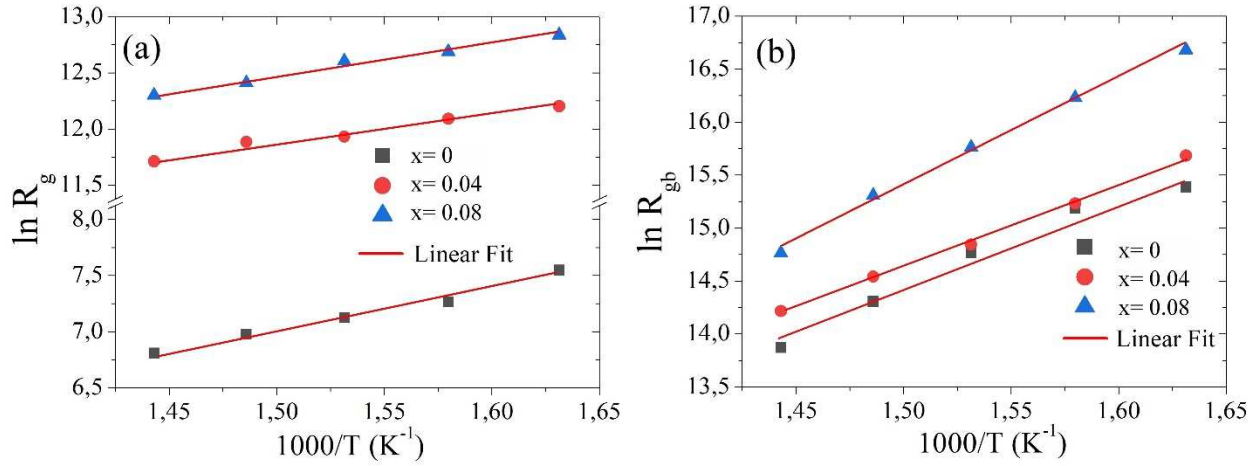 (a)
13,0
12,5
12,0
11,5
8,0
7,5
7,0
6,5
ln R_g
x= 0
x= 0.04
x= 0.08
Linear Fit
1,45 1,50 1,55 1,60 1,65
1000/T (K⁻¹)
(b)
17,0
16,5
16,0
15,5
15,0
14,5
14,0
13,5
ln R_gb
x= 0
x= 0.04
x= 0.08
Linear Fit
1,45 1,50 1,55 1,60 1,65
1000/T (K⁻¹)